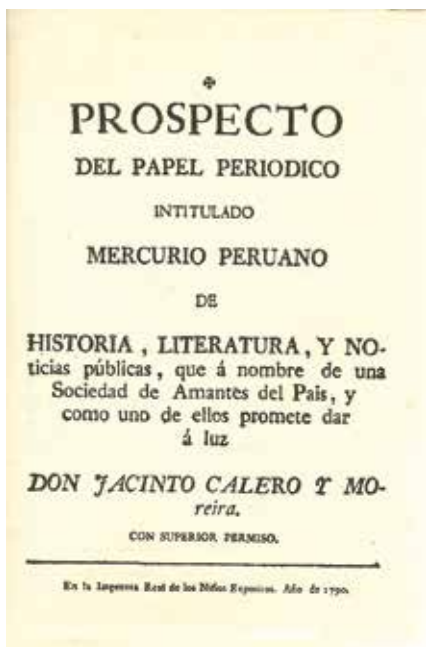 PROSPECTO
DEL PAPEL PERIODICO
INTITULADO
MERCURIO PERUANO
DE
HISTORIA , LITERATURA , Y NO-
ticias públicas , que á nombre de una
Sociedad de Amantes del Pais , y
como uno de ellos promete dar
á luz
DON JACINTO CALERO Y MO-
reira.
CON SUPERIOR PERMISO.
En la Imprenta Real de los Niños Expositos. Año de 1790.